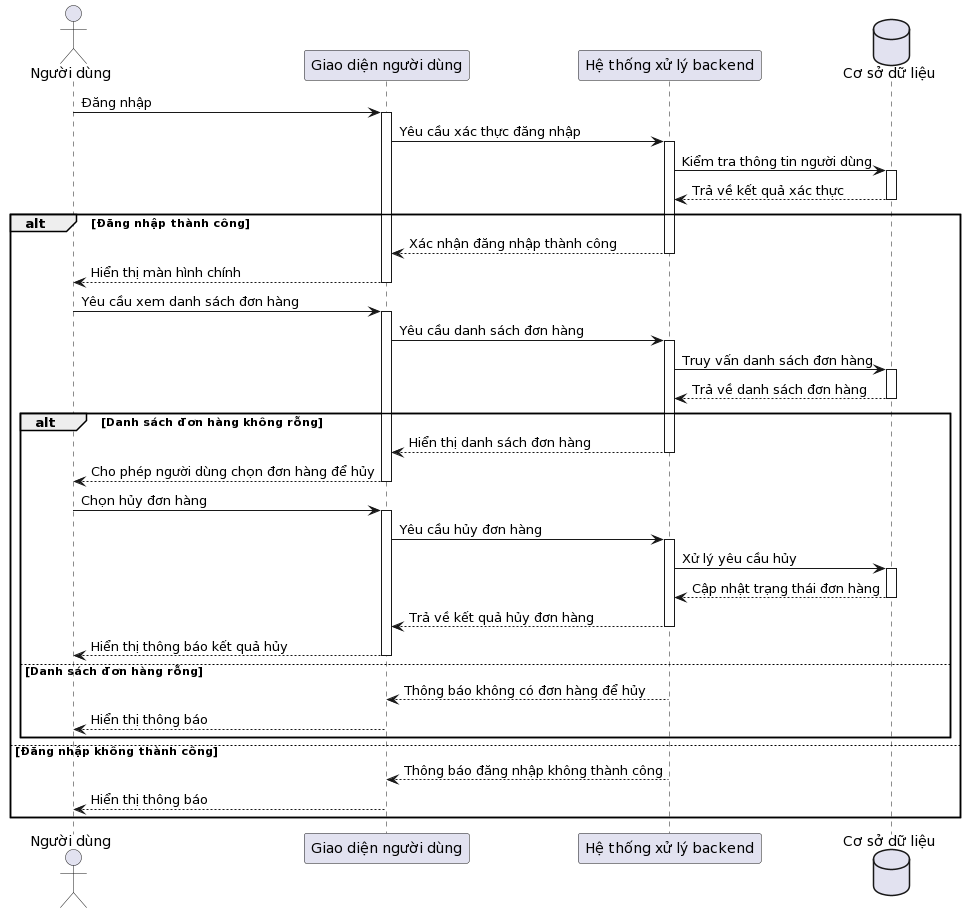 Người dùng
Giao diện người dùng
Hệ thống xử lý backend
Cơ sở dữ liệu
Đăng nhập
Yêu cầu xác thực đăng nhập
Kiểm tra thông tin người dùng
Trả về kết quả xác thực
alt [Đăng nhập thành công]
Xác nhận đăng nhập thành công
Hiển thị màn hình chính
Yêu cầu xem danh sách đơn hàng
Yêu cầu danh sách đơn hàng
Truy vấn danh sách đơn hàng
Trả về danh sách đơn hàng
alt [Danh sách đơn hàng không rỗng]
Hiển thị danh sách đơn hàng
Cho phép người dùng chọn đơn hàng để hủy
Chọn hủy đơn hàng
Yêu cầu hủy đơn hàng
Xử lý yêu cầu hủy
Cập nhật trạng thái đơn hàng
Trả về kết quả hủy đơn hàng
Hiển thị thông báo kết quả hủy
[Danh sách đơn hàng rỗng]
Thông báo không có đơn hàng để hủy
Hiển thị thông báo
[Đăng nhập không thành công]
Thông báo đăng nhập không thành công
Hiển thị thông báo
Người dùng
Giao diện người dùng
Hệ thống xử lý backend
Cơ sở dữ liệu